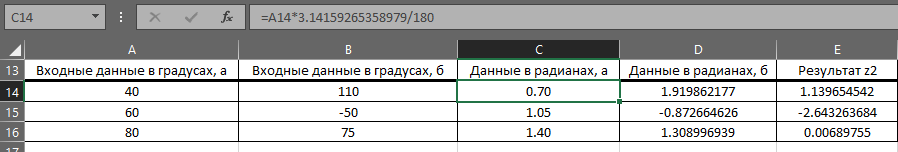 C14 =A14*3.14159265358979/180
A B C D E
13 Входные данные в градусах, а Входные данные в градусах, б Данные в радианах, а Данные в радианах, б Результат z2
14 40 110 0.70 1.919862177 1.139654542
15 60 -50 1.05 -0.872664626 -2.643263684
16 80 75 1.40 1.308996939 0.00689755